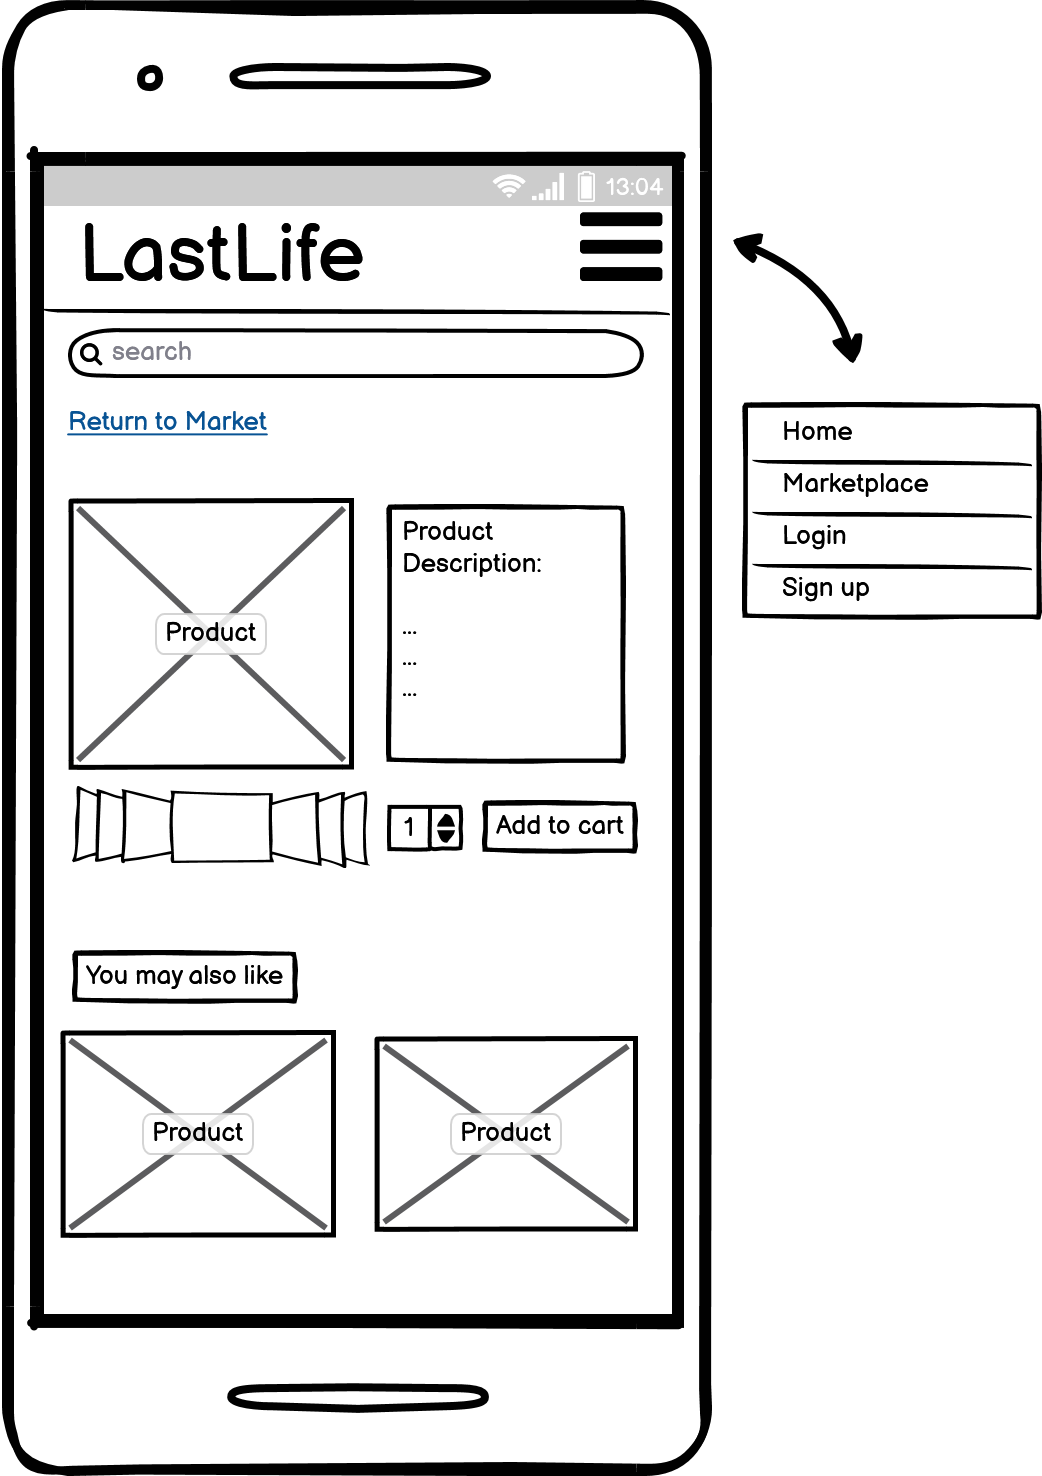 13:04
LastLife
search
Return to Market
Product
Product
Description:
...
...
...
1
Add to cart
You may also like
Product
Product
Home
Marketplace
Login
Sign up